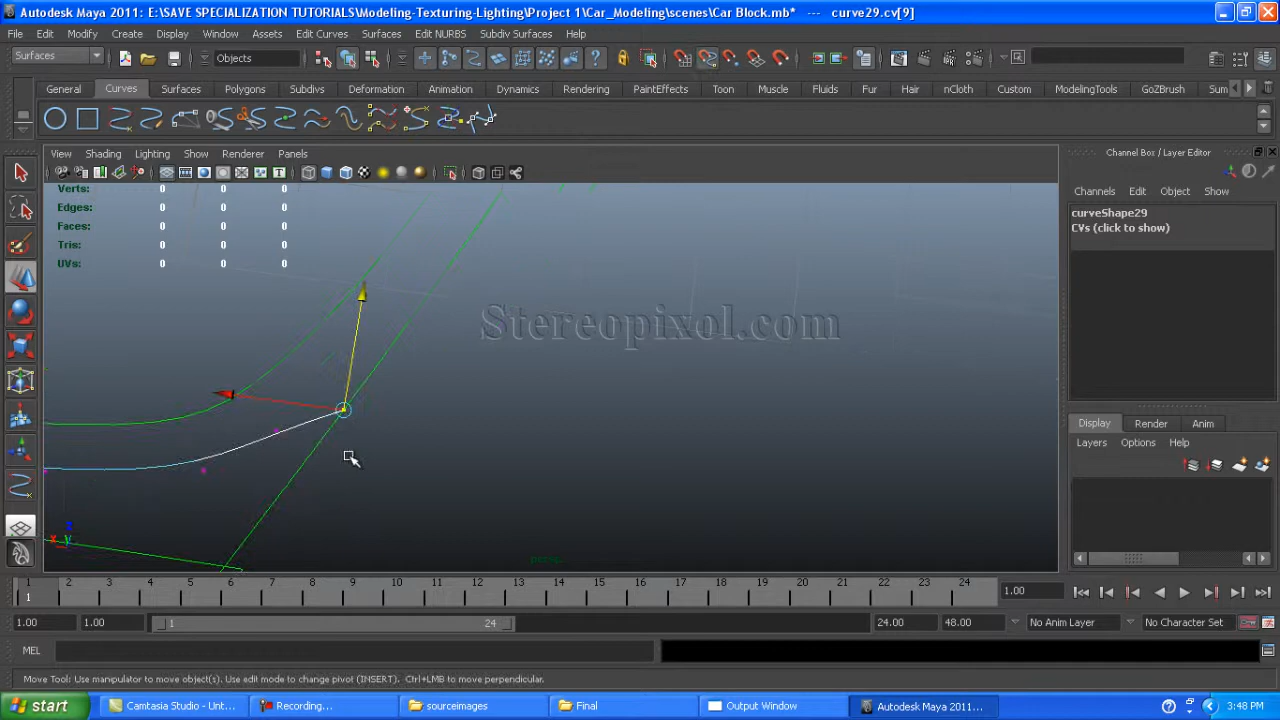 Autodesk Maya 2011: E:\SAVE SPECIALIZATION TUTORIALS\Modeling-Texturing-Lighting\Project 1\Car_Modeling\scenes\Car Block.mb* --- curve29.cv[9]
File Edit Modify Create Display Window Assets Edit Curves Surfaces Edit NURBS Subdiv Surfaces Help
Surfaces Objects
General Curves Surfaces Polygons Subdivs Deformation Animation Dynamics Rendering PaintEffects Toon Muscle Fluids Fur Hair nCloth Custom ModelingTools GoZBrush Sum
View Shading Lighting Show Renderer Panels
Channel Box / Layer Editor
Channels Edit Object Show
curveShape29
CVs (click to show)
Verts: 0 0 0
Edges: 0 0 0
Faces: 0 0 0
Tris: 0 0 0
UVs: 0 0 0
Stereopixol.com
x y z
persp
Display Render Anim
Layers Options Help
1 2 3 4 5 6 7 8 9 10 11 12 13 14 15 16 17 18 19 20 21 22 23 24
1 1.00
1.00 1.00 1 24 24.00 48.00 No Anim Layer No Character Set
MEL
Move Tool: Use manipulator to move object(s). Use edit mode to change pivot (INSERT). Ctrl+LMB to move perpendicular.
start Camtasia Studio - Unt... Recording... sourceimages Final Output Window Autodesk Maya 2011... 3:48 PM